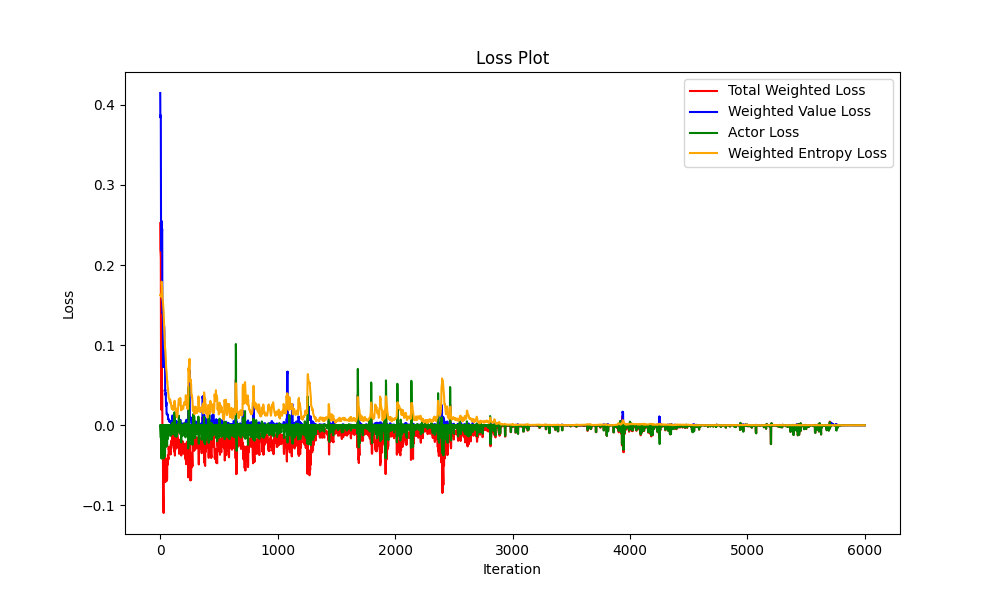 Loss Plot
Total Weighted Loss
Weighted Value Loss
Actor Loss
Weighted Entropy Loss
0.4
0.3
0.2
0.1
0.0
−0.1
Loss
0 1000 2000 3000 4000 5000 6000
Iteration